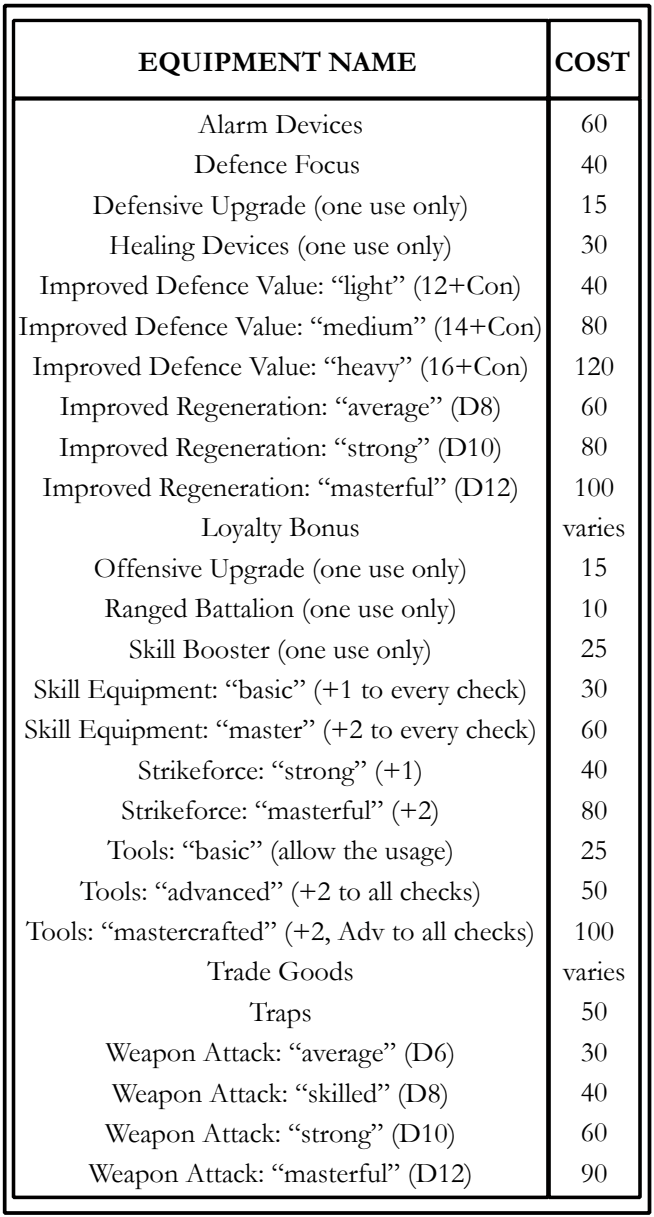 EQUIPMENT NAME COST
Alarm Devices 60
Defence Focus 40
Defensive Upgrade (one use only) 15
Healing Devices (one use only) 30
Improved Defence Value: “light” (12+Con) 40
Improved Defence Value: “medium” (14+Con) 80
Improved Defence Value: “heavy” (16+Con) 120
Improved Regeneration: “average” (D8) 60
Improved Regeneration: “strong” (D10) 80
Improved Regeneration: “masterful” (D12) 100
Loyalty Bonus varies
Offensive Upgrade (one use only) 15
Ranged Battalion (one use only) 10
Skill Booster (one use only) 25
Skill Equipment: “basic” (+1 to every check) 30
Skill Equipment: “master” (+2 to every check) 60
Strikeforce: “strong” (+1) 40
Strikeforce: “masterful” (+2) 80
Tools: “basic” (allow the usage) 25
Tools: “advanced” (+2 to all checks) 50
Tools: “mastercrafted” (+2, Adv to all checks) 100
Trade Goods varies
Traps 50
Weapon Attack: “average” (D6) 30
Weapon Attack: “skilled” (D8) 40
Weapon Attack: “strong” (D10) 60
Weapon Attack: “masterful” (D12) 90